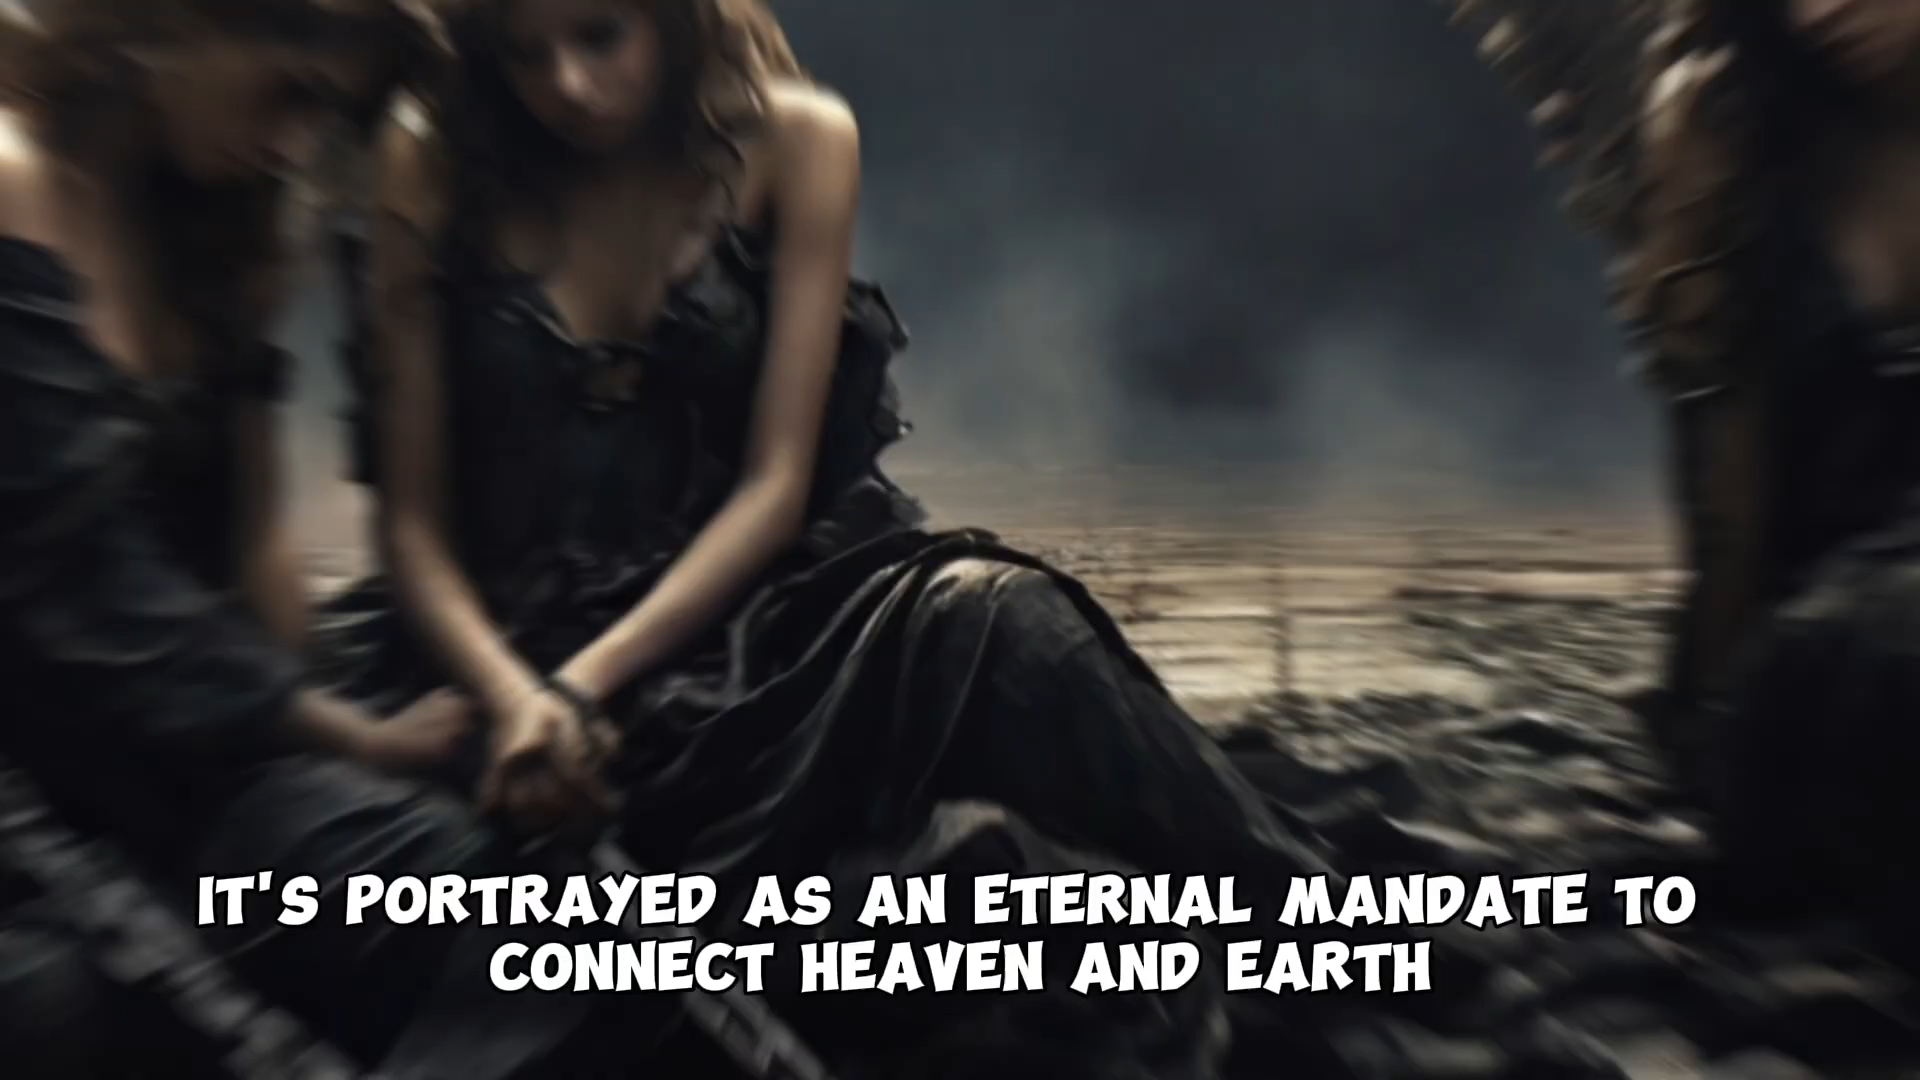 IT'S PORTRAYED AS AN ETERNAL MANDATE TO
CONNECT HEAVEN AND EARTH